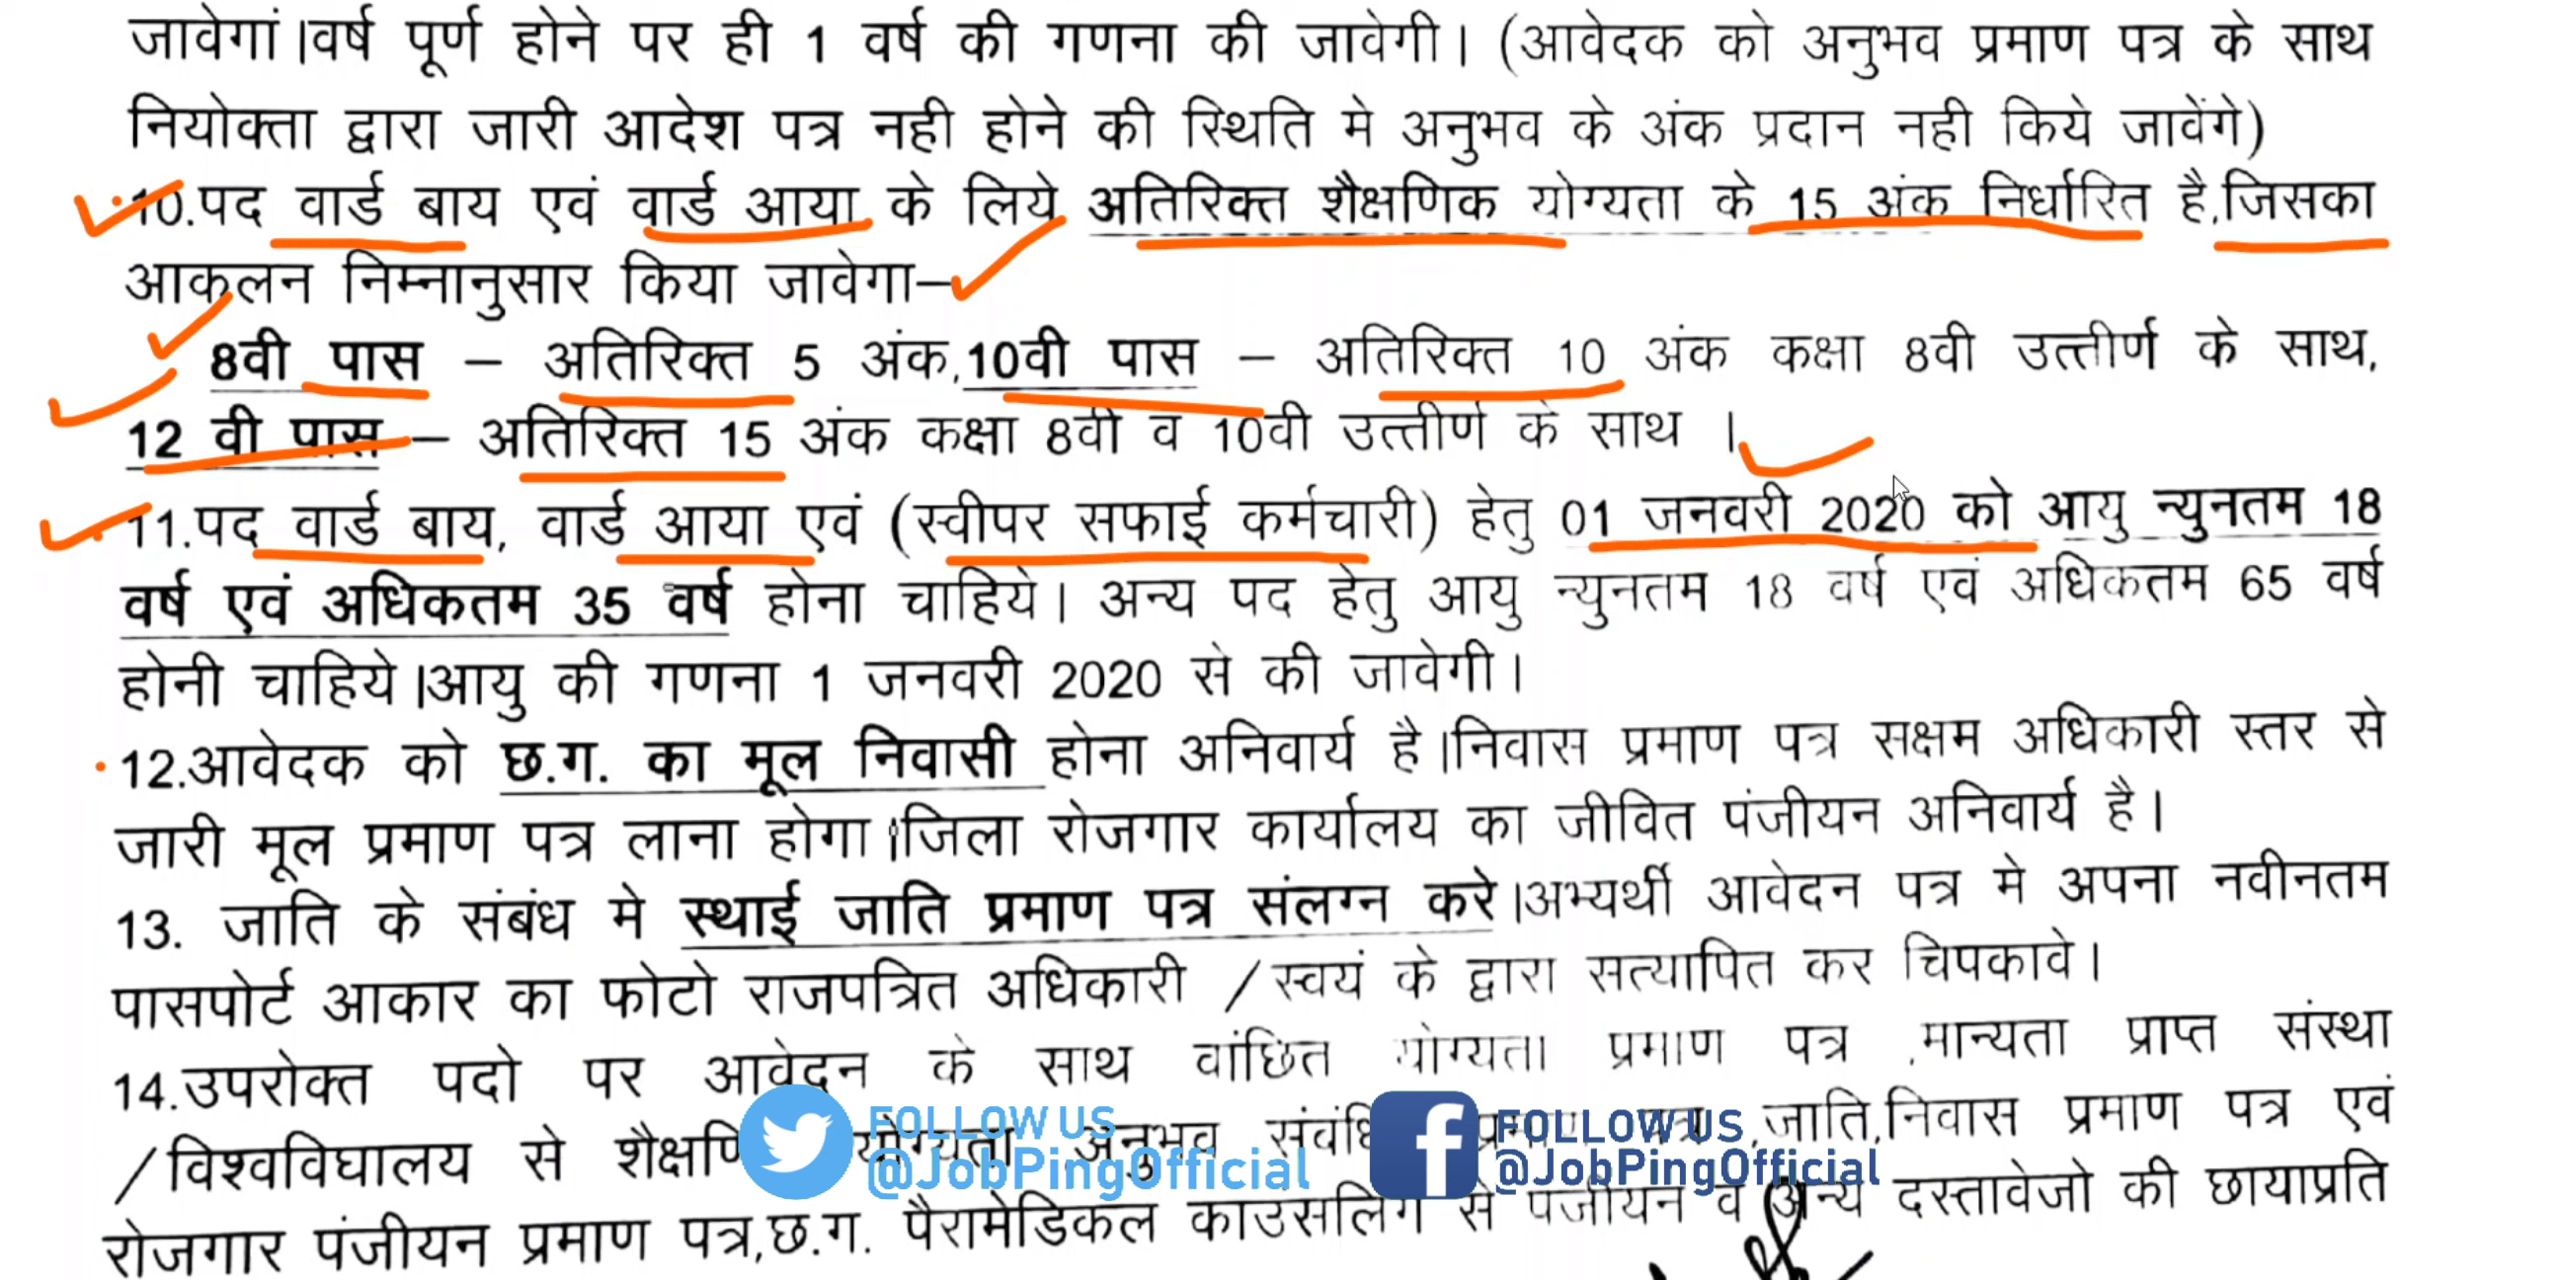 जावेगां।वर्ष पूर्ण होने पर ही 1 वर्ष की गणना की जावेगी। (आवेदक को अनुभव प्रमाण पत्र के साथ
नियोक्ता द्वारा जारी आदेश पत्र नही होने की स्थिति मे अनुभव के अंक प्रदान नही किये जावेंगे)
10.पद वार्ड बाय एवं वार्ड आया के लिये अतिरिक्त शैक्षणिक योग्यता के 15 अंक निर्धारित है,जिसका
आकलन निम्नानुसार किया जावेगा–
8वी पास – अतिरिक्त 5 अंक,10वी पास – अतिरिक्त 10 अंक कक्षा 8वी उत्तीर्ण के साथ,
12 वी पास – अतिरिक्त 15 अंक कक्षा 8वी व 10वी उत्तीर्ण के साथ ।
11.पद वार्ड बाय, वार्ड आया एवं (स्वीपर सफाई कर्मचारी) हेतु 01 जनवरी 2020 को आयु न्युनतम 18
वर्ष एवं अधिकतम 35 वर्ष होना चाहिये। अन्य पद हेतु आयु न्युनतम 18 वर्ष एवं अधिकतम 65 वर्ष
होनी चाहिये।आयु की गणना 1 जनवरी 2020 से की जावेगी।
12.आवेदक को छ.ग. का मूल निवासी होना अनिवार्य है।निवास प्रमाण पत्र सक्षम अधिकारी स्तर से
जारी मूल प्रमाण पत्र लाना होगा।जिला रोजगार कार्यालय का जीवित पंजीयन अनिवार्य है।
13. जाति के संबंध मे स्थाई जाति प्रमाण पत्र संलग्न करे।अभ्यर्थी आवेदन पत्र मे अपना नवीनतम
पासपोर्ट आकार का फोटो राजपत्रित अधिकारी /स्वयं के द्वारा सत्यापित कर चिपकावे।
14.उपरोक्त पदो पर आवेदन के साथ वांछित योग्यता प्रमाण पत्र ,मान्यता प्राप्त संस्था
/विश्वविघालय से योग्यता अनुभव ,जाति,निवास प्रमाण पत्र एवं
FOLLOW US
@JobPingOfficial
FOLLOW US
@JobPingOfficial
रोजगार पंजीयन प्रमाण पत्र,छ.ग. पैरामेडिकल काउसलिंग से पंजीयन व अन्य दस्तावेजो की छायाप्रति